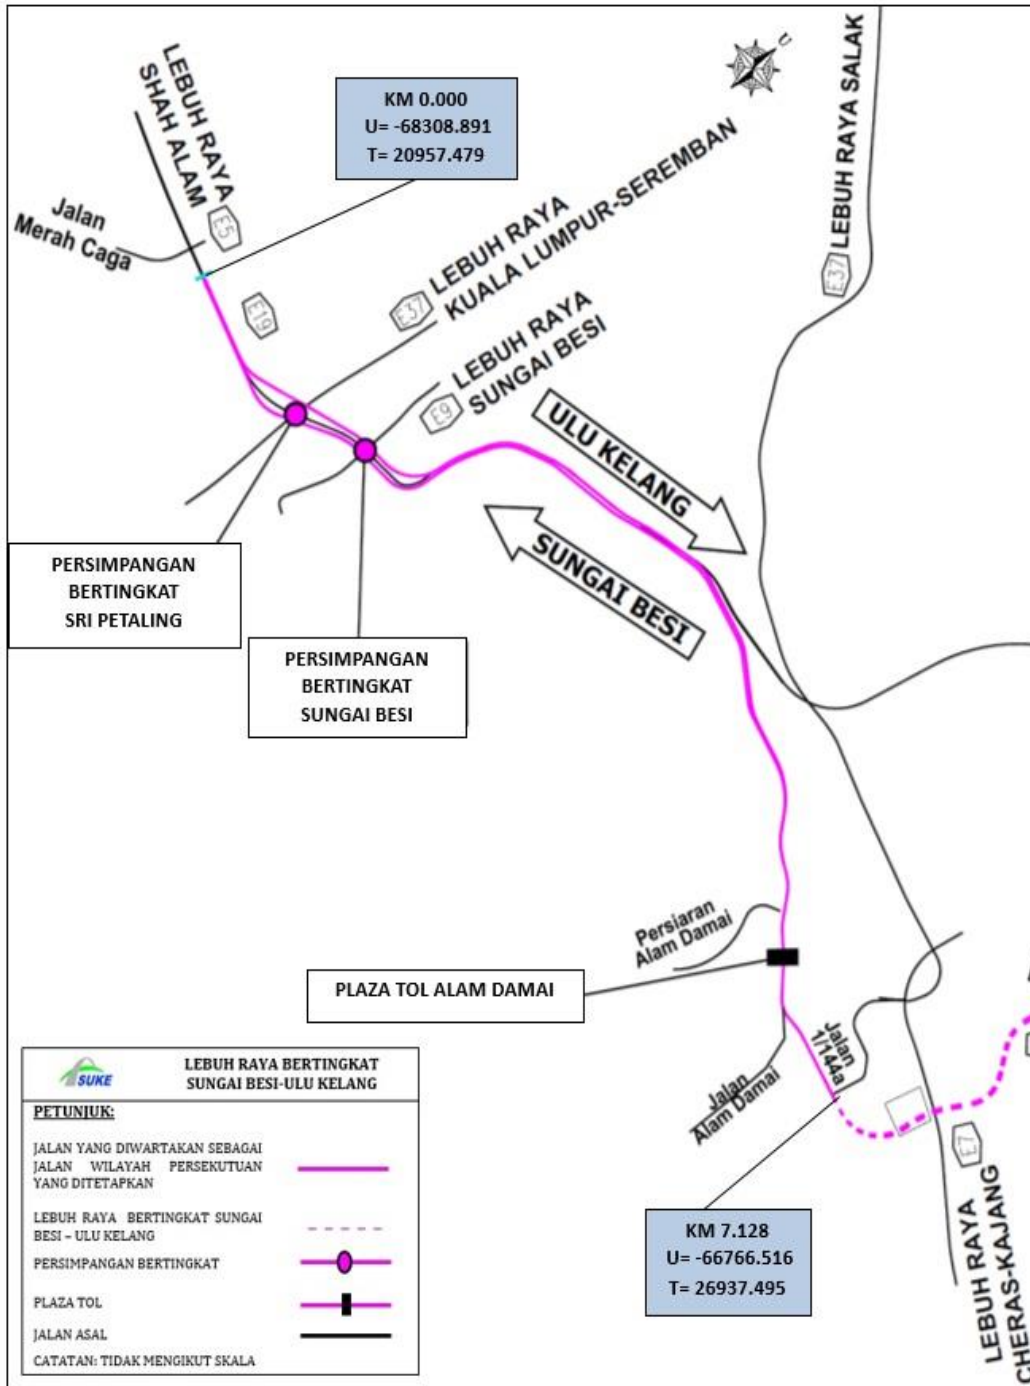 LEBUH RAYA
SHAH ALAM
E5
KM 0.000
U= -68308.891
T= 20957.479
U
LEBUH RAYA SALAK
E37
Jalan
Merah Caga
E19
LEBUH RAYA
KUALA LUMPUR-SEREMBAN
E37
LEBUH RAYA
SUNGAI BESI
E9
ULU KELANG
SUNGAI BESI
PERSIMPANGAN
BERTINGKAT
SRI PETALING
PERSIMPANGAN
BERTINGKAT
SUNGAI BESI
Persiaran
Alam Damai
PLAZA TOL ALAM DAMAI
Jalan
1/144a
Jalan
Alam Damai
E7
LEBUH RAYA
CHERAS-KAJANG
KM 7.128
U= -66766.516
T= 26937.495
SUKE
LEBUH RAYA BERTINGKAT
SUNGAI BESI-ULU KELANG
PETUNJUK:
JALAN YANG DIWARTAKAN SEBAGAI
JALAN WILAYAH PERSEKUTUAN
YANG DITETAPKAN
LEBUH RAYA BERTINGKAT SUNGAI
BESI – ULU KELANG
PERSIMPANGAN BERTINGKAT
PLAZA TOL
JALAN ASAL
CATATAN: TIDAK MENGIKUT SKALA